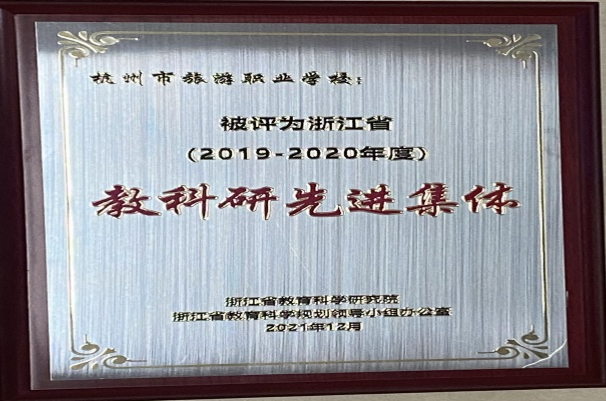 杭州市旅游职业学校:
被评为浙江省
(2019-2020年度)
教科研先进集体
浙江省教育科学研究院
浙江省教育科学规划领导小组办公室
2021年12月